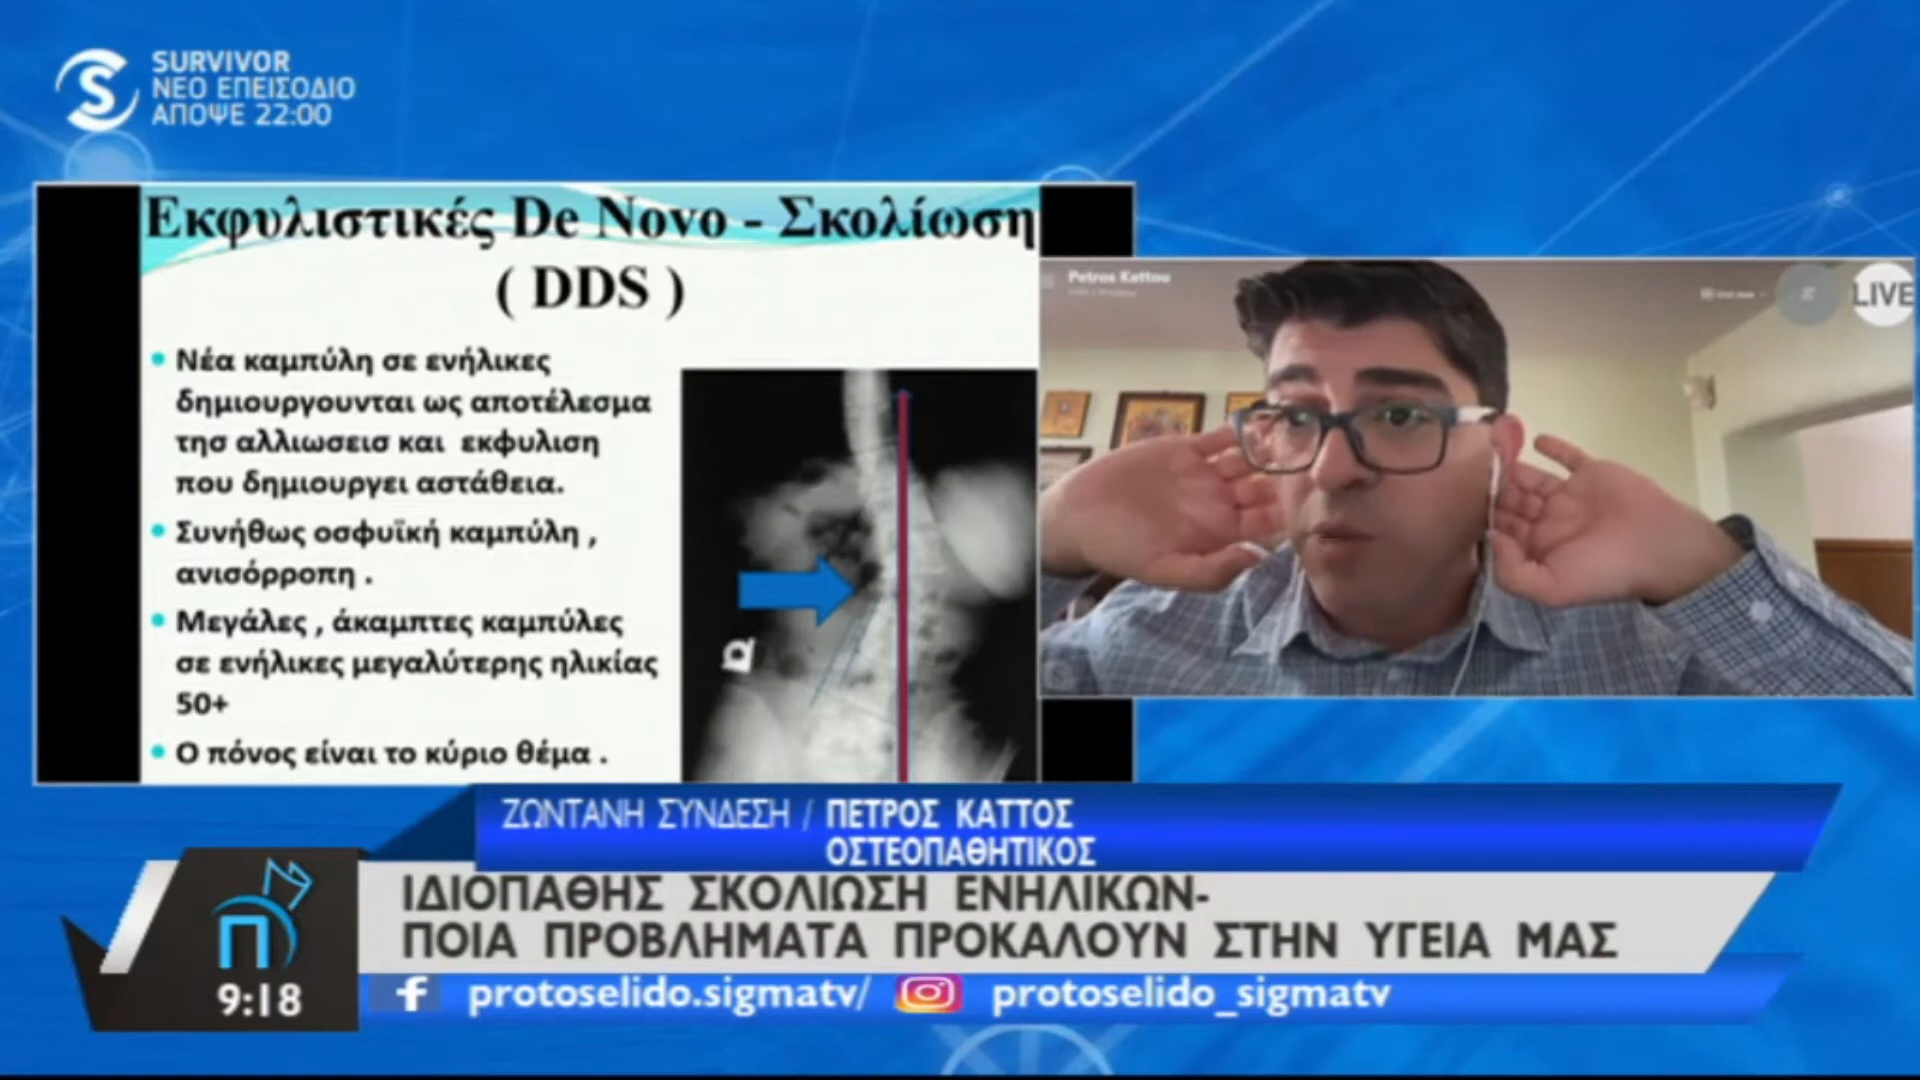 SURVIVOR
ΝΕΟ ΕΠΕΙΣΟΔΙΟ
ΑΠΟΨΕ 22:00
Εκφυλιστικές De Novo - Σκολίωση
( DDS )
Νέα καμπύλη σε ενήλικες
δημιουργουνται ως αποτέλεσμα
τησ αλλιωσεισ και εκφυλιση
που δημιουργει αστάθεια.
Συνήθως οσφυϊκή καμπύλη ,
ανισόρροπη .
Μεγάλες , άκαμπτες καμπύλες
σε ενήλικες μεγαλύτερης ηλικίας
50+
Ο πόνος είναι το κύριο θέμα .
Petros Kattou
LIVE
ΖΩΝΤΑΝΗ ΣΥΝΔΕΣΗ / ΠΕΤΡΟΣ ΚΑΤΤΟΣ
ΟΣΤΕΟΠΑΘΗΤΙΚΟΣ
ΙΔΙΟΠΑΘΗΣ ΣΚΟΛΙΩΣΗ ΕΝΗΛΙΚΩΝ-
ΠΟΙΑ ΠΡΟΒΛΗΜΑΤΑ ΠΡΟΚΑΛΟΥΝ ΣΤΗΝ ΥΓΕΙΑ ΜΑΣ
Π
9:18
protoselido.sigmatv/ protoselido_sigmatv